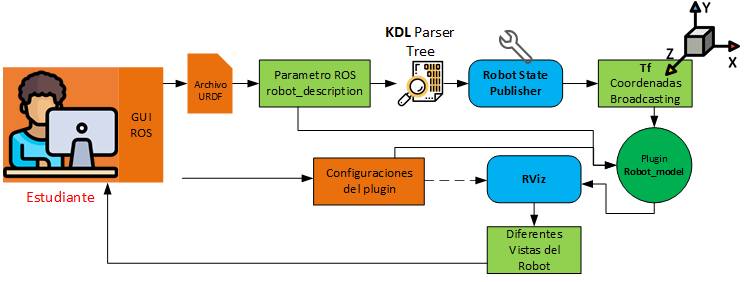 KDL Parser
Tree
Y
X
Z
GUI
ROS
Estudiante
Archivo
URDF
Parametro ROS
robot_description
Robot State
Publisher
Tf
Coordenadas
Broadcasting
Plugin
Robot_model
Configuraciones
del plugin
RViz
Diferentes
Vistas del
Robot